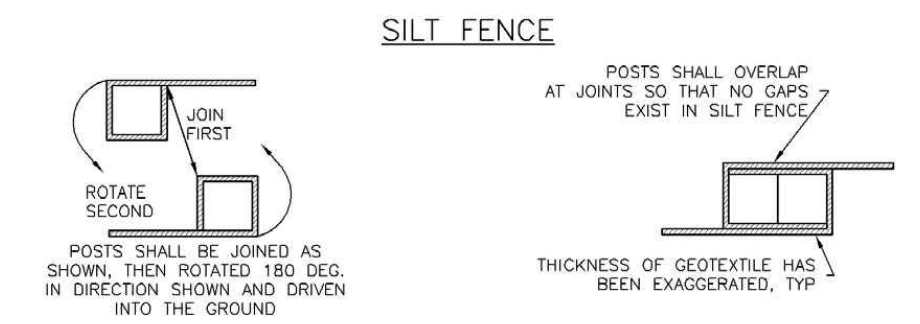 SILT FENCE
JOIN
FIRST
ROTATE
SECOND
POSTS SHALL BE JOINED AS
SHOWN, THEN ROTATED 180 DEG.
IN DIRECTION SHOWN AND DRIVEN
INTO THE GROUND
POSTS SHALL OVERLAP
AT JOINTS SO THAT NO GAPS
EXIST IN SILT FENCE
THICKNESS OF GEOTEXTILE HAS
BEEN EXAGGERATED, TYP